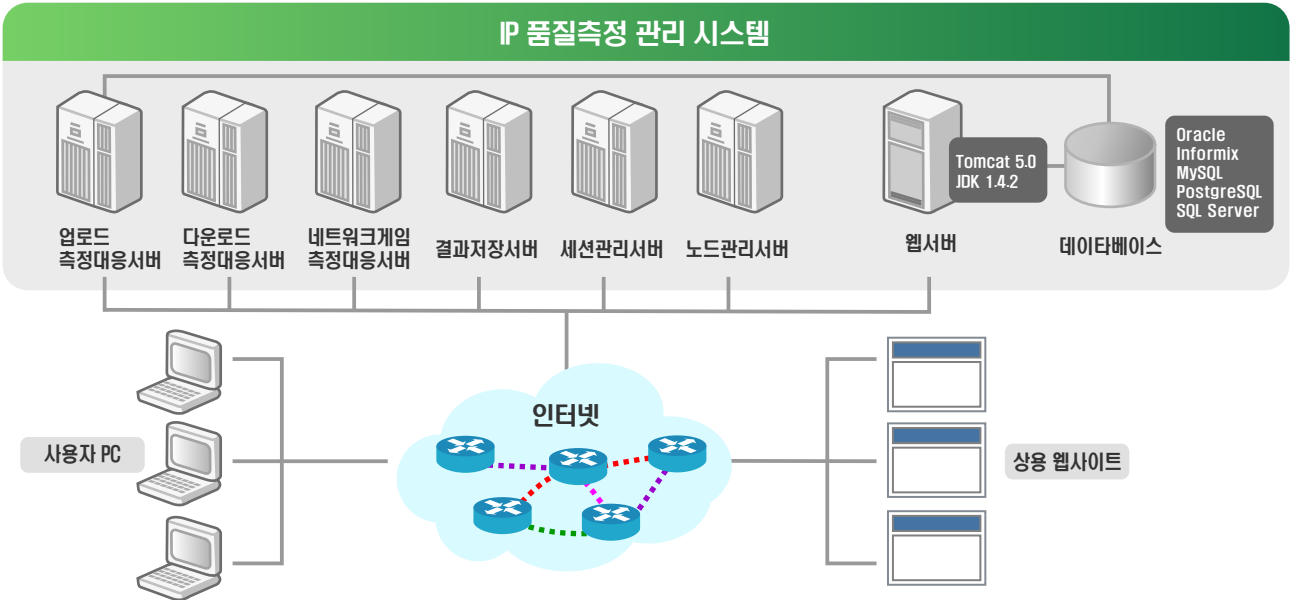 IP 품질측정 관리 시스템
Tomcat 5.0
JDK 1.4.2
Oracle
Informix
MySQL
PostgreSQL
SQL Server
업로드
측정대응서버
다운로드
측정대응서버
네트워크게임
측정대응서버
결과저장서버
세션관리서버
노드관리서버
웹서버
데이타베이스
인터넷
사용자 PC
상용 웹사이트